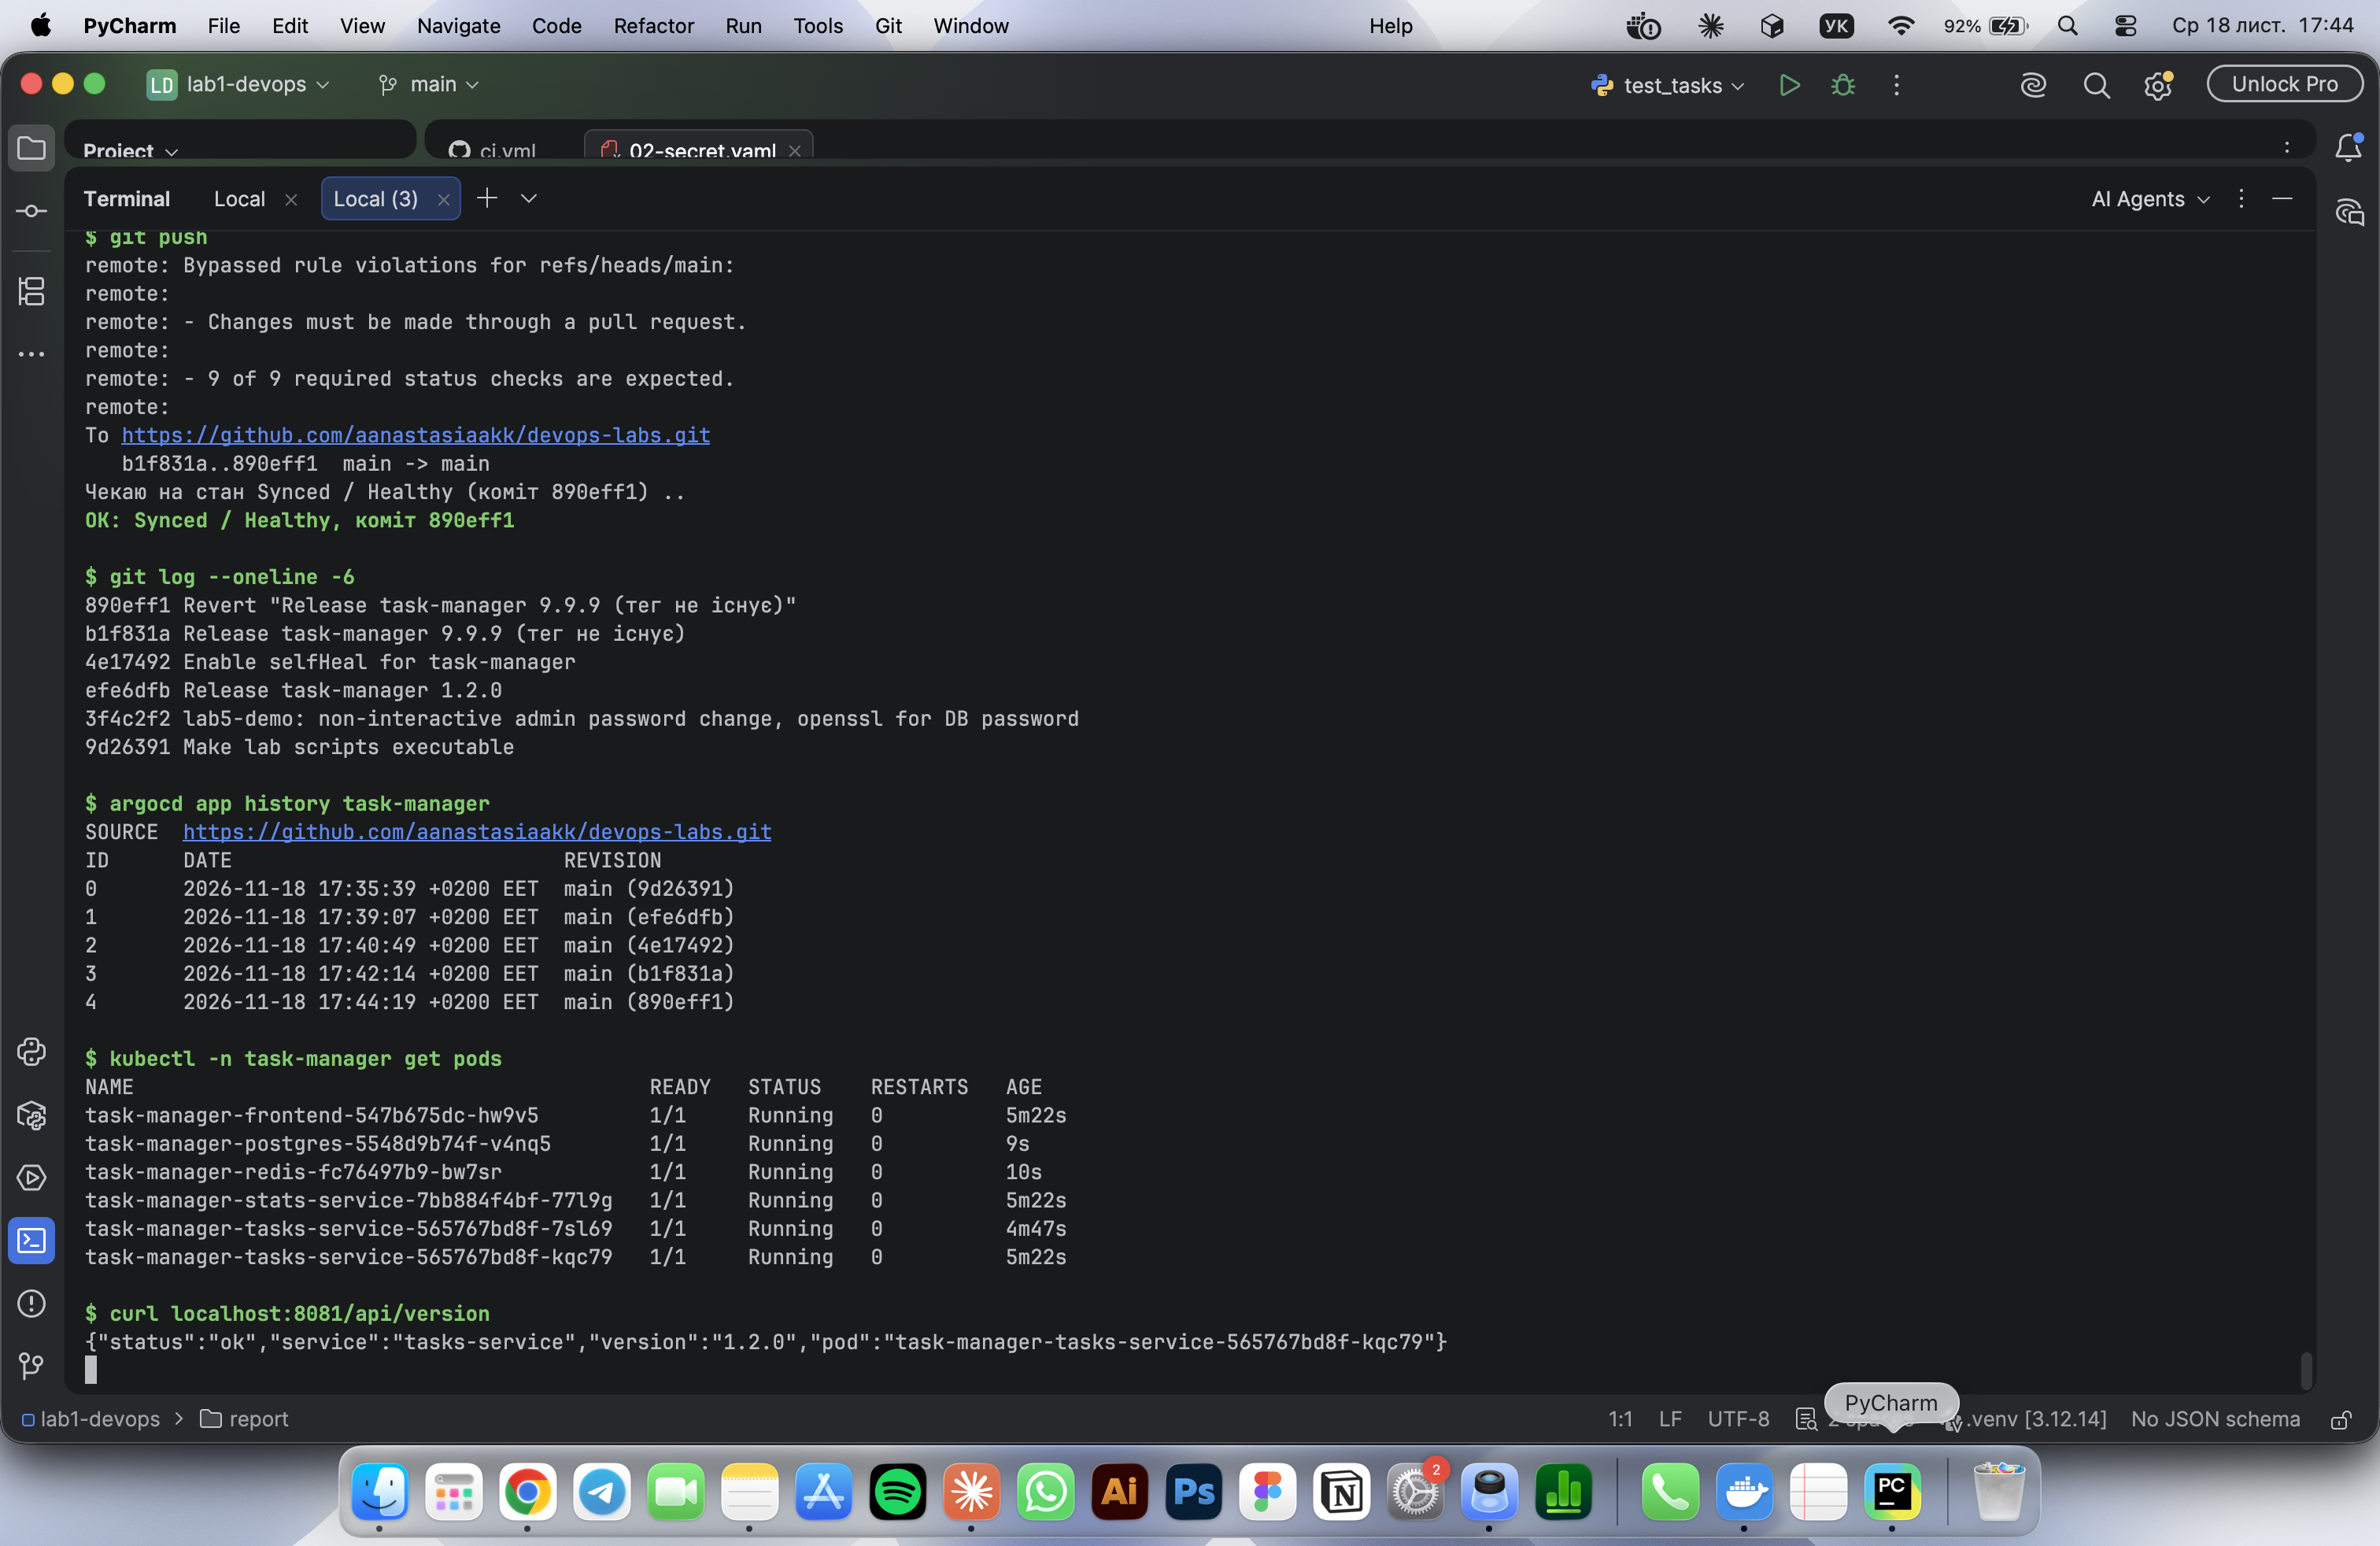 PyCharm File Edit View Navigate Code Refactor Run Tools Git Window Help УК 92% Ср 18 лист. 17:44
LD lab1-devops main test_tasks Unlock Pro
Project ci.yml 02-secret.yaml
Terminal Local Local (3) AI Agents
$ git push
remote: Bypassed rule violations for refs/heads/main:
remote:
remote: - Changes must be made through a pull request.
remote:
remote: - 9 of 9 required status checks are expected.
remote:
To https://github.com/aanastasiaakk/devops-labs.git
b1f831a..890eff1  main -> main
Чекаю на стан Synced / Healthy (коміт 890eff1) ..
OK: Synced / Healthy, коміт 890eff1
$ git log --oneline -6
890eff1 Revert "Release task-manager 9.9.9 (тег не існує)"
b1f831a Release task-manager 9.9.9 (тег не існує)
4e17492 Enable selfHeal for task-manager
efe6dfb Release task-manager 1.2.0
3f4c2f2 lab5-demo: non-interactive admin password change, openssl for DB password
9d26391 Make lab scripts executable
$ argocd app history task-manager
SOURCE  https://github.com/aanastasiaakk/devops-labs.git
ID DATE REVISION
0 2026-11-18 17:35:39 +0200 EET main (9d26391)
1 2026-11-18 17:39:07 +0200 EET main (efe6dfb)
2 2026-11-18 17:40:49 +0200 EET main (4e17492)
3 2026-11-18 17:42:14 +0200 EET main (b1f831a)
4 2026-11-18 17:44:19 +0200 EET main (890eff1)
$ kubectl -n task-manager get pods
NAME READY STATUS RESTARTS AGE
task-manager-frontend-547b675dc-hw9v5 1/1 Running 0 5m22s
task-manager-postgres-5548d9b74f-v4nq5 1/1 Running 0 9s
task-manager-redis-fc76497b9-bw7sr 1/1 Running 0 10s
task-manager-stats-service-7bb884f4bf-77l9g 1/1 Running 0 5m22s
task-manager-tasks-service-565767bd8f-7sl69 1/1 Running 0 4m47s
task-manager-tasks-service-565767bd8f-kqc79 1/1 Running 0 5m22s
$ curl localhost:8081/api/version
{"status":"ok","service":"tasks-service","version":"1.2.0","pod":"task-manager-tasks-service-565767bd8f-kqc79"}
PyCharm
lab1-devops > report 1:1 LF UTF-8 .venv [3.12.14] No JSON schema
Ai Ps 2 PC